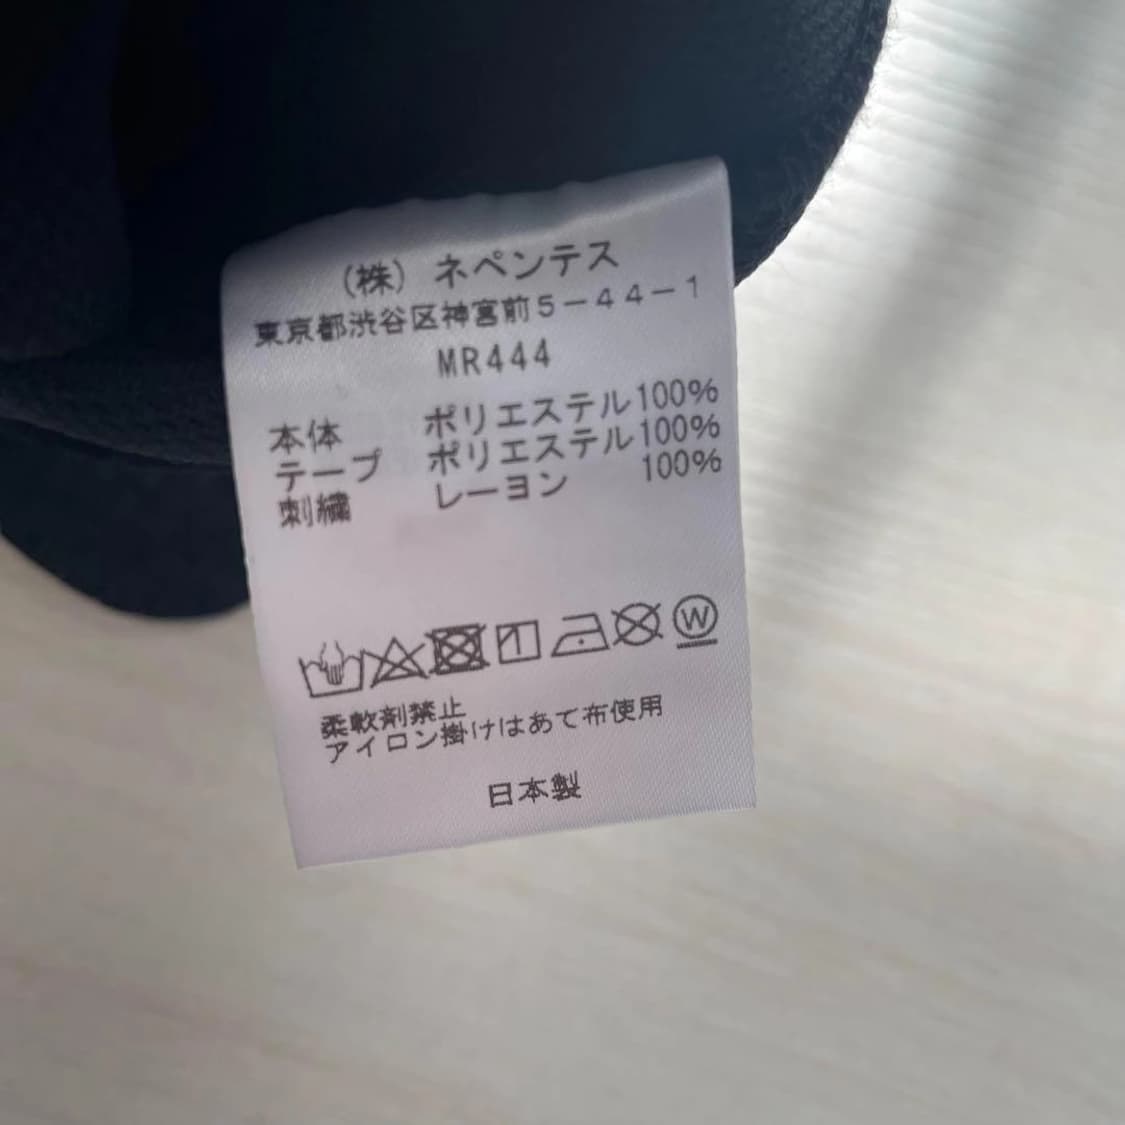 （株）ネペンテス
東京都渋谷区神宮前5－44－1
MR444
本体 ポリエステル100%
テープ ポリエステル100%
刺繍 レーヨン 100%
W
柔軟剤禁止
アイロン掛けはあて布使用
日本製